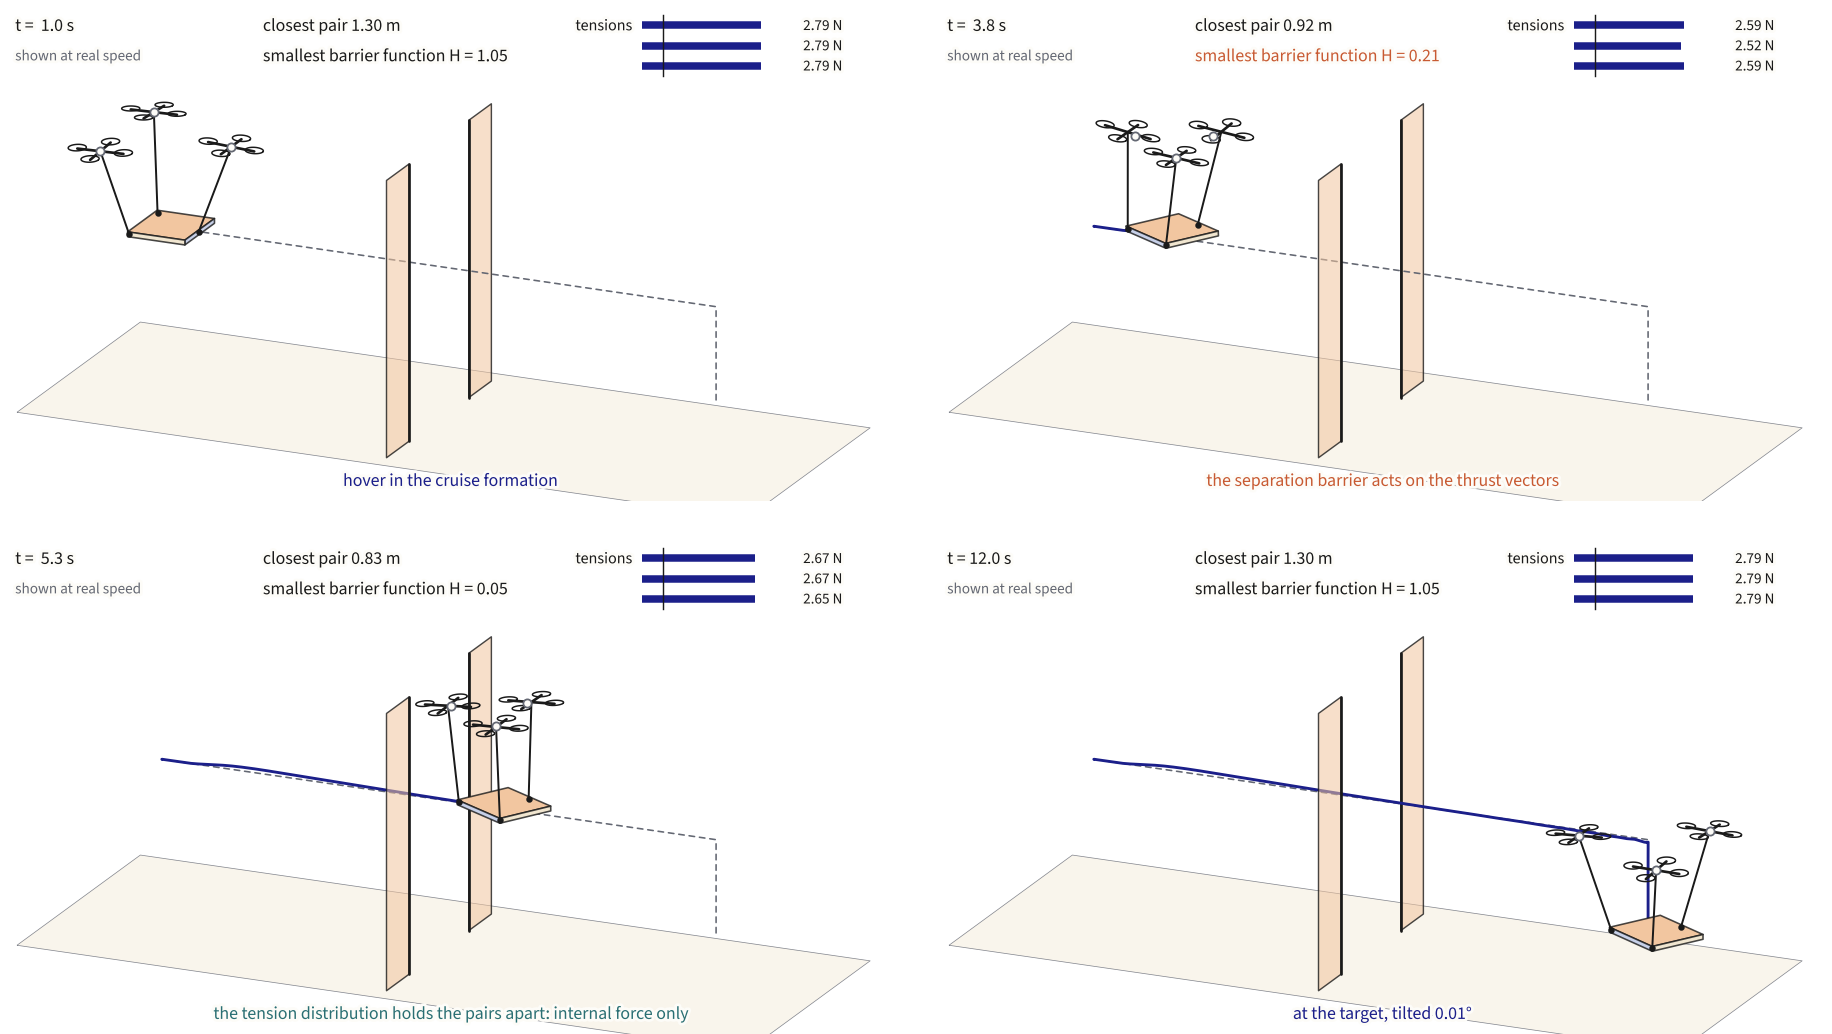 t = 1.0 s
closest pair 1.30 m
tensions
2.79 N
2.79 N
2.79 N
shown at real speed
smallest barrier function H = 1.05
hover in the cruise formation
t = 3.8 s
closest pair 0.92 m
tensions
2.59 N
2.52 N
2.59 N
shown at real speed
smallest barrier function H = 0.21
the separation barrier acts on the thrust vectors
t = 5.3 s
closest pair 0.83 m
tensions
2.67 N
2.67 N
2.65 N
shown at real speed
smallest barrier function H = 0.05
the tension distribution holds the pairs apart: internal force only
t = 12.0 s
closest pair 1.30 m
tensions
2.79 N
2.79 N
2.79 N
shown at real speed
smallest barrier function H = 1.05
at the target, tilted 0.01°